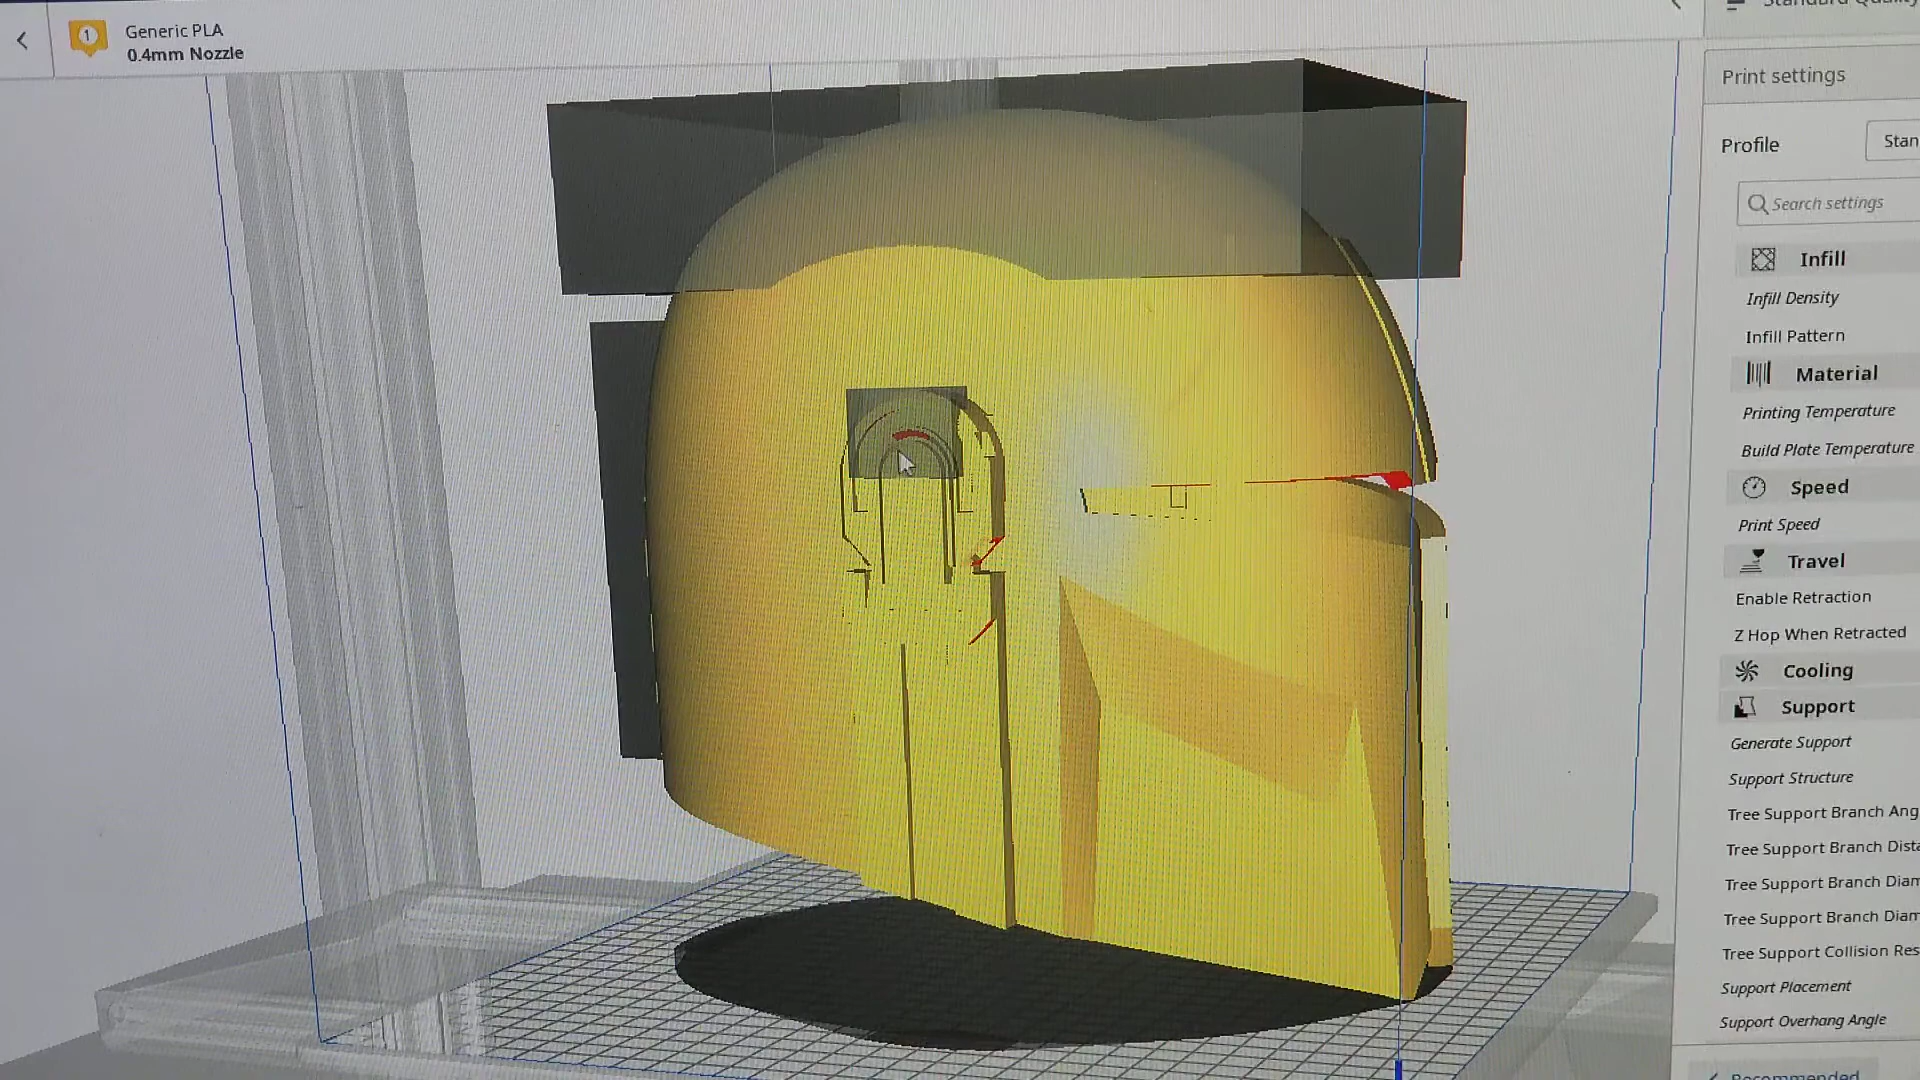 1
Generic PLA
0.4mm Nozzle
Standard Quality
Print settings
Profile
Stan
Search settings
Infill
Infill Density
Infill Pattern
Material
Printing Temperature
Build Plate Temperature
Speed
Print Speed
Travel
Enable Retraction
Z Hop When Retracted
Cooling
Support
Generate Support
Support Structure
Tree Support Branch Ang
Tree Support Branch Dista
Tree Support Branch Diam
Tree Support Branch Diam
Tree Support Collision Res
Support Placement
Support Overhang Angle
Recommended